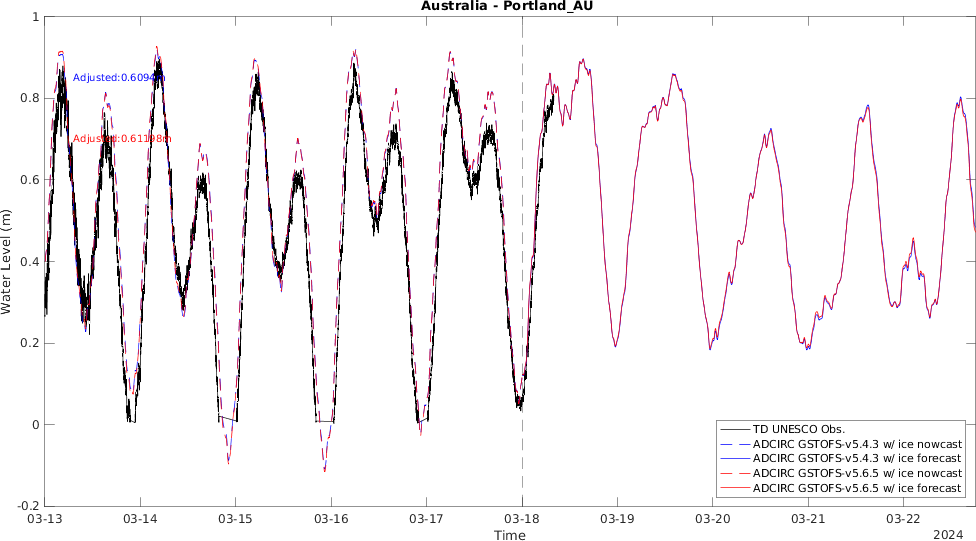 Australia - Portland_AU
1
0.8
0.6
0.4
0.2
0
-0.2
Water Level (m)
Adjusted:0.6094m
Adjusted:0.61198m
TD UNESCO Obs.
ADCIRC GSTOFS-v5.4.3 w/ ice nowcast
ADCIRC GSTOFS-v5.4.3 w/ ice forecast
ADCIRC GSTOFS-v5.6.5 w/ ice nowcast
ADCIRC GSTOFS-v5.6.5 w/ ice forecast
03-13 03-14 03-15 03-16 03-17 03-18 03-19 03-20 03-21 03-22
Time
2024